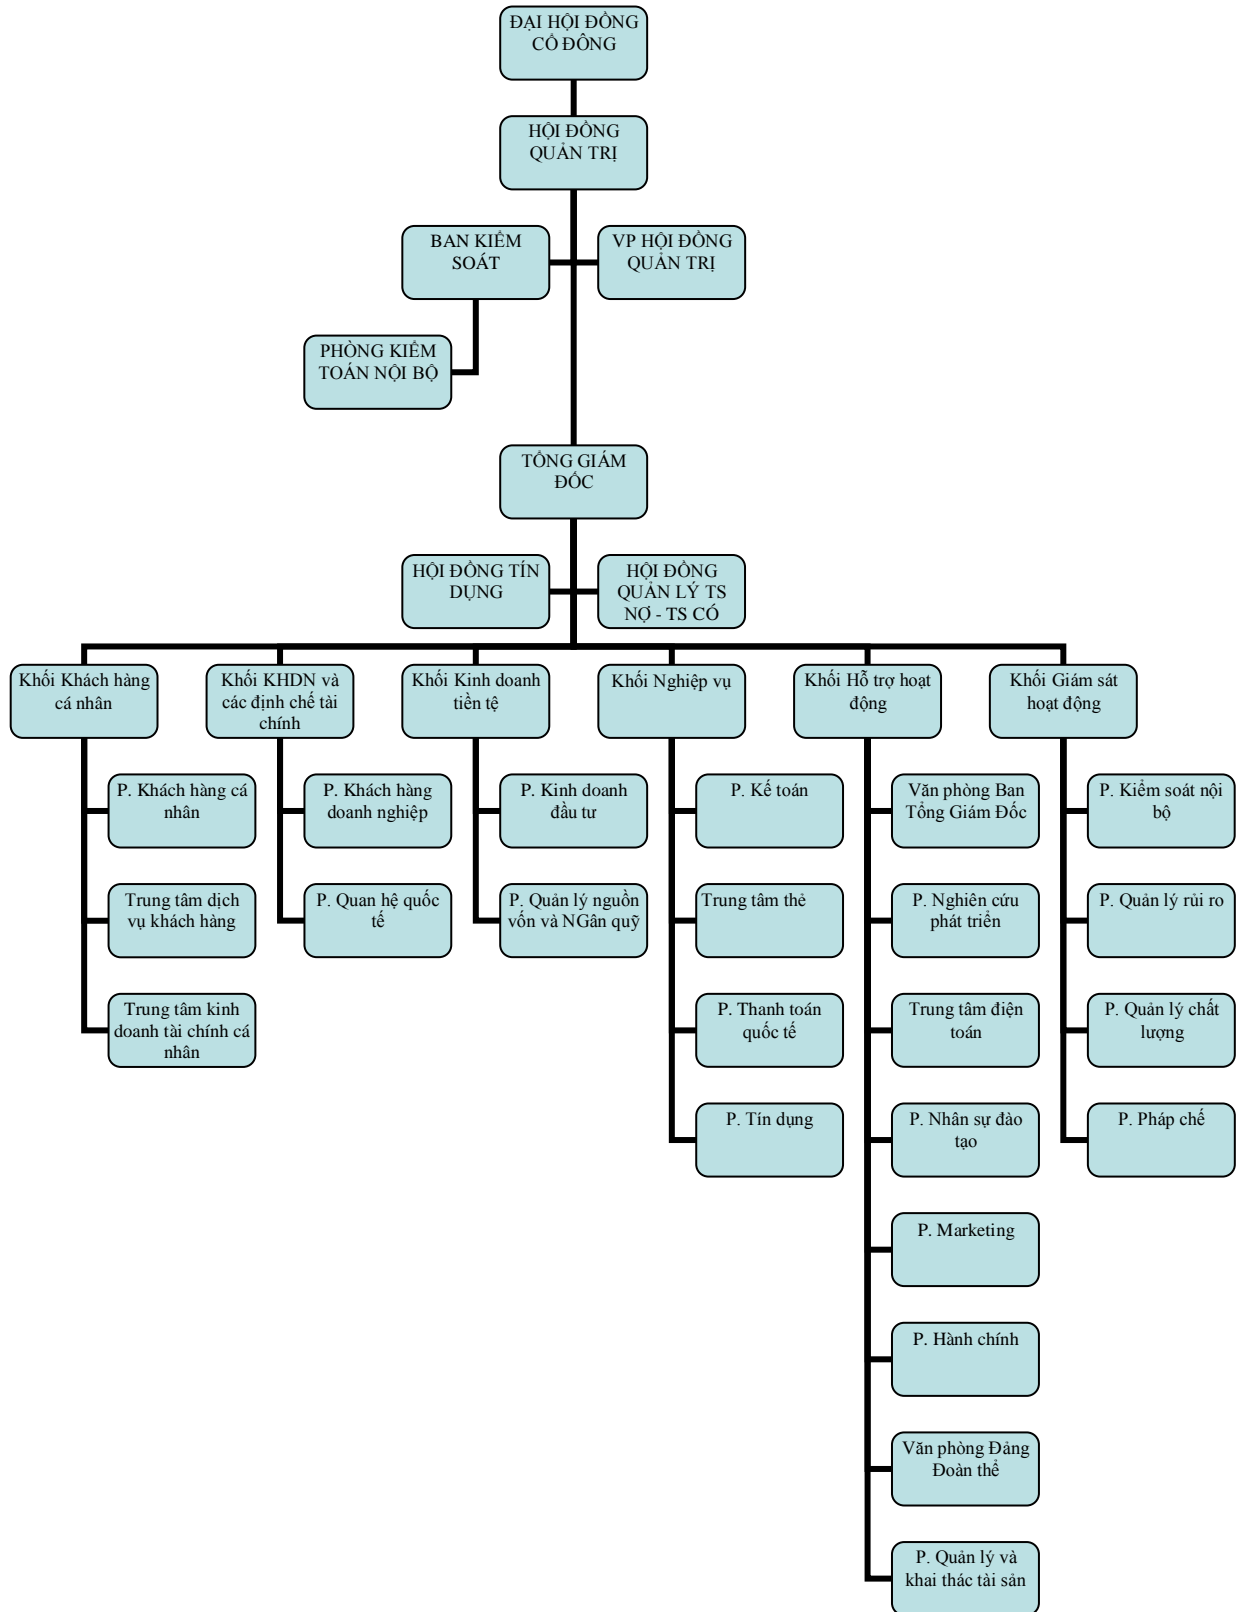 ĐẠI HỘI ĐỒNG
CỔ ĐÔNG
HỘI ĐỒNG
QUẢN TRỊ
BAN KIỂM
SOÁT
VP HỘI ĐỒNG
QUẢN TRỊ
PHÒNG KIỂM
TOÁN NỘI BỘ
TỔNG GIÁM
ĐỐC
HỘI ĐỒNG TÍN
DỤNG
HỘI ĐỒNG
QUẢN LÝ TS
NỢ - TS CÓ
Khối Khách hàng
cá nhân
P. Khách hàng cá
nhân
Trung tâm dịch
vụ khách hàng
Trung tâm kinh
doanh tài chính cá
nhân
Khối KHDN và
các định chế tài
chính
P. Khách hàng
doanh nghiệp
P. Quan hệ quốc
tế
Khối Kinh doanh
tiền tệ
P. Kinh doanh
đầu tư
P. Quản lý nguồn
vốn và NGân quỹ
Khối Nghiệp vụ
P. Kế toán
Trung tâm thẻ
P. Thanh toán
quốc tế
P. Tín dụng
Khối Hỗ trợ hoạt
động
Văn phòng Ban
Tổng Giám Đốc
P. Nghiên cứu
phát triển
Trung tâm điện
toán
P. Nhân sự đào
tạo
P. Marketing
P. Hành chính
Văn phòng Đảng
Đoàn thể
P. Quản lý và
khai thác tài sản
Khối Giám sát
hoạt động
P. Kiểm soát nội
bộ
P. Quản lý rủi ro
P. Quản lý chất
lượng
P. Pháp chế